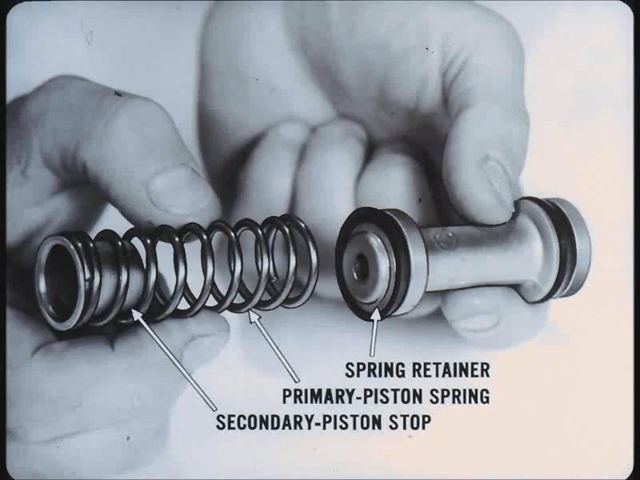 SPRING RETAINER
PRIMARY-PISTON SPRING
SECONDARY-PISTON STOP